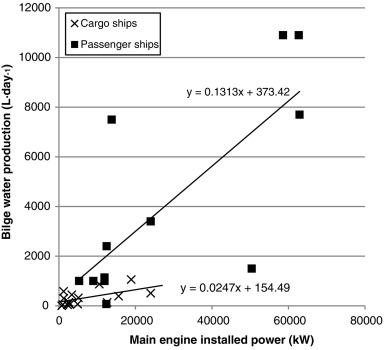 12000
Cargo ships
Passenger ships
10000
y = 0.1313x + 373.42
8000
6000
4000
2000
y = 0.0247x + 154.49
0
0
20000
40000
60000
80000
Bilge water production (L·day-1)
Main engine installed power (kW)